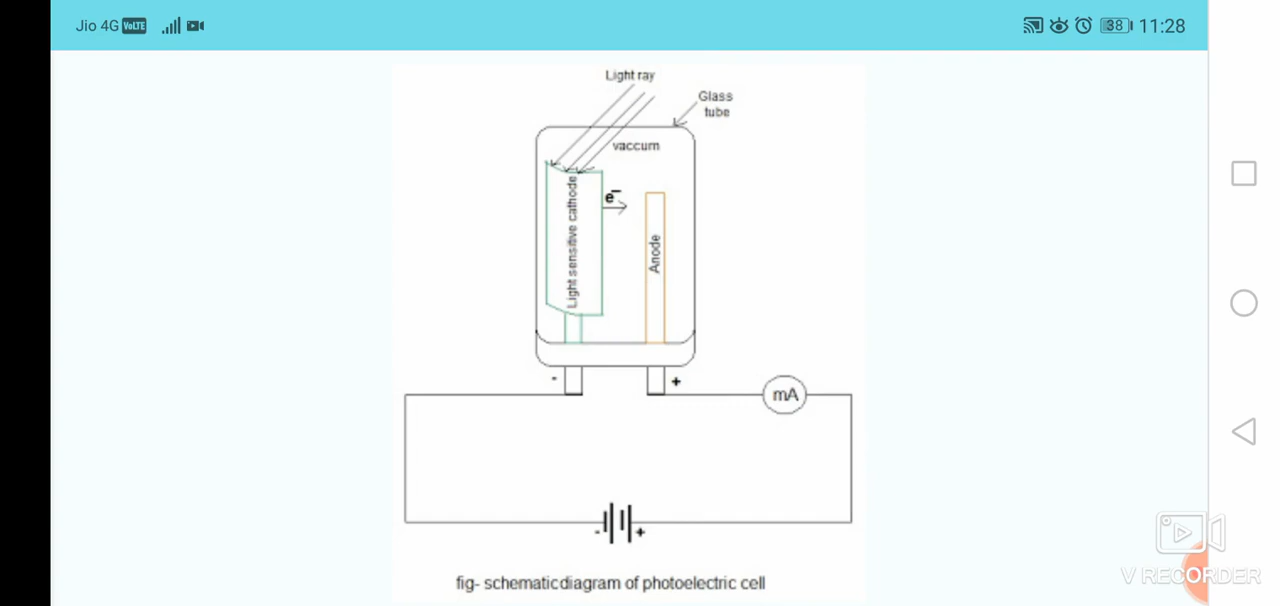 Jio 4G VoLTE
38 11:28
Light ray
Glass
tube
vaccum
Light sensitive cathode
e-
Anode
- +
mA
- +
fig- schematic diagram of photoelectric cell
V RECORDER